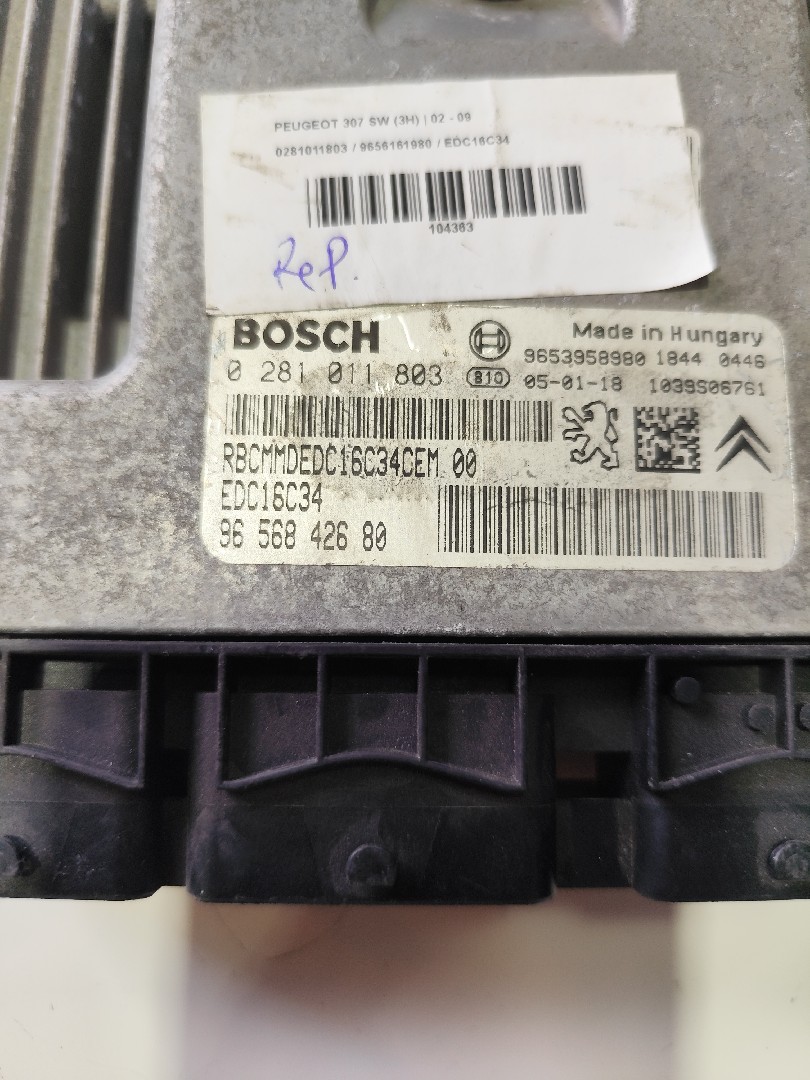 PEUGEOT 307 SW (3H) | 02 - 09
0281011803 / 9656161980 / EDC16C34
104363
Rep.
BOSCH
Made in Hungary
9653958980 1844 0446
0 281 011 803 810 05-01-18 1039S06761
RBCMMDEDC16C34CEM 00
EDC16C34
96 568 426 80